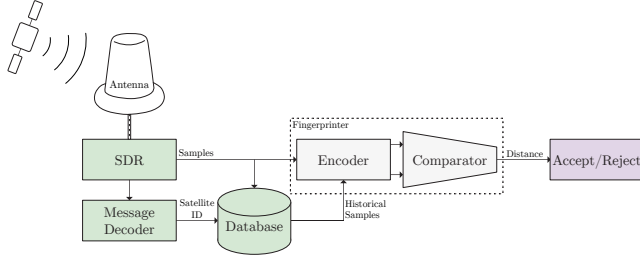 Antenna
Fingerprinter
SDR
Samples
Encoder
Comparator
Distance
Accept/Reject
Message
Decoder
Satellite
ID
Database
Historical
Samples